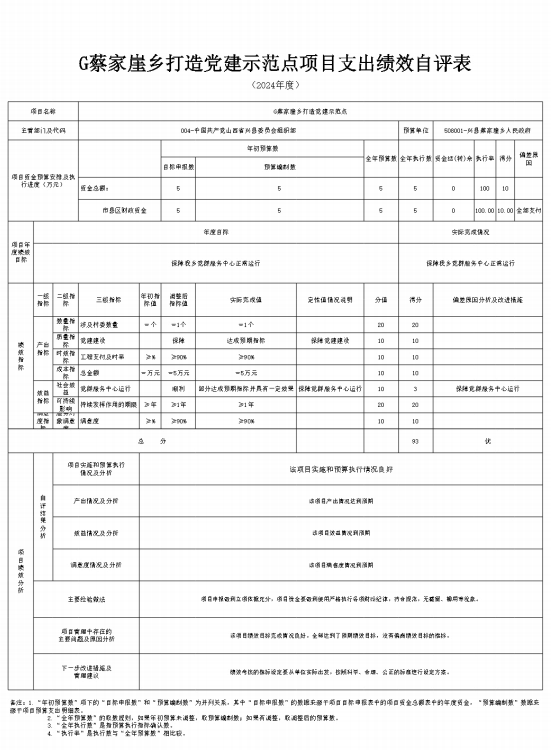 G蔡家崖乡打造党建示范点项目支出绩效自评表
（2024年度）
项目名称 G蔡家崖乡打造党建示范点
主管部门及代码 004-中国共产党山西省兴县委员会组织部 预算单位 508001-兴县蔡家崖乡人民政府
项目资金预算安排及执行进度（万元） 年初预算数 全年预算数 全年执行数 资金结(转)余 执行率 得分 偏差原因
目标申报数 预算编制数
资金总额： 5 5 5 5 0 100 10
市县区财政资金 5 5 5 5 0 100.00 10.00 全部支付
项目年度绩效目标 年度目标 实际完成情况
保障我乡党群服务中心正常运行 保障我乡党群服务中心正常运行
绩效指标 一级指标 二级指标 三级指标 年初指标值 调整后指标值 实际完成值 定性值情况说明 分值 得分 偏差原因分析及改进措施
产出指标 数量指标 涉及村委数量 =个 =1个 =1个 20 20
质量指标 党建建设 保障 达成预期指标 保障党建建设 10 10
时效指标 工程支付及时率 ≥% ≥90% ≥90% 10 10
成本指标 总金额 =万元 =5万元 =5万元 10 10
效益指标 社会效益 党群服务中心运行 顺利 部分达成预期指标并具有一定效果 保障党群服务中心运行 10 3 保障党群服务中心运行
可持续影响 持续发挥作用的期限 ≥年 ≥1年 ≥1年 20 20
满意度指标 服务对象满意度 满意度 ≥% ≥90% ≥90% 10 10
总 分 93 优
项目绩效分析 自评结果分析 项目实施和预算执行情况及分析 该项目实施和预算执行情况良好
产出情况及分析 该项目产出情况达到预期
效益情况及分析 该项目效益情况到预期
满意度情况及分析 该项目满意度情况到预期
主要经验做法 项目申报做到立项依据充分，项目资金要做到使用严格执行各项财经纪律，符合规范，无截留、挪用等现象。
项目管理中存在的主要问题及原因分析 该项目绩效目标完成情况良好，全部达到了预期绩效目标，没有偏离绩效目标的指标。
下一步改进措施及管理建议 绩效考核的指标设定要从单位实际出发，按照科学、合理、公正的标准进行设定方案。
备注：1.“年初预算数”项下的“目标申报数”和“预算编制数”为并列关系，其中“目标申报数”的数据来源于项目目标申报表中的项目资金总额表中的年度资金，“预算编制数”数据来源于项目预算支出明细表。
2.“全年预算数”的取数规则，如果年初预算未调整，取预算编制数；如果有调整，取调整后的预算数。
3.“全年执行数”是指预算执行指标确认数。
4.“执行率”是执行数与“全年预算数”相比较。